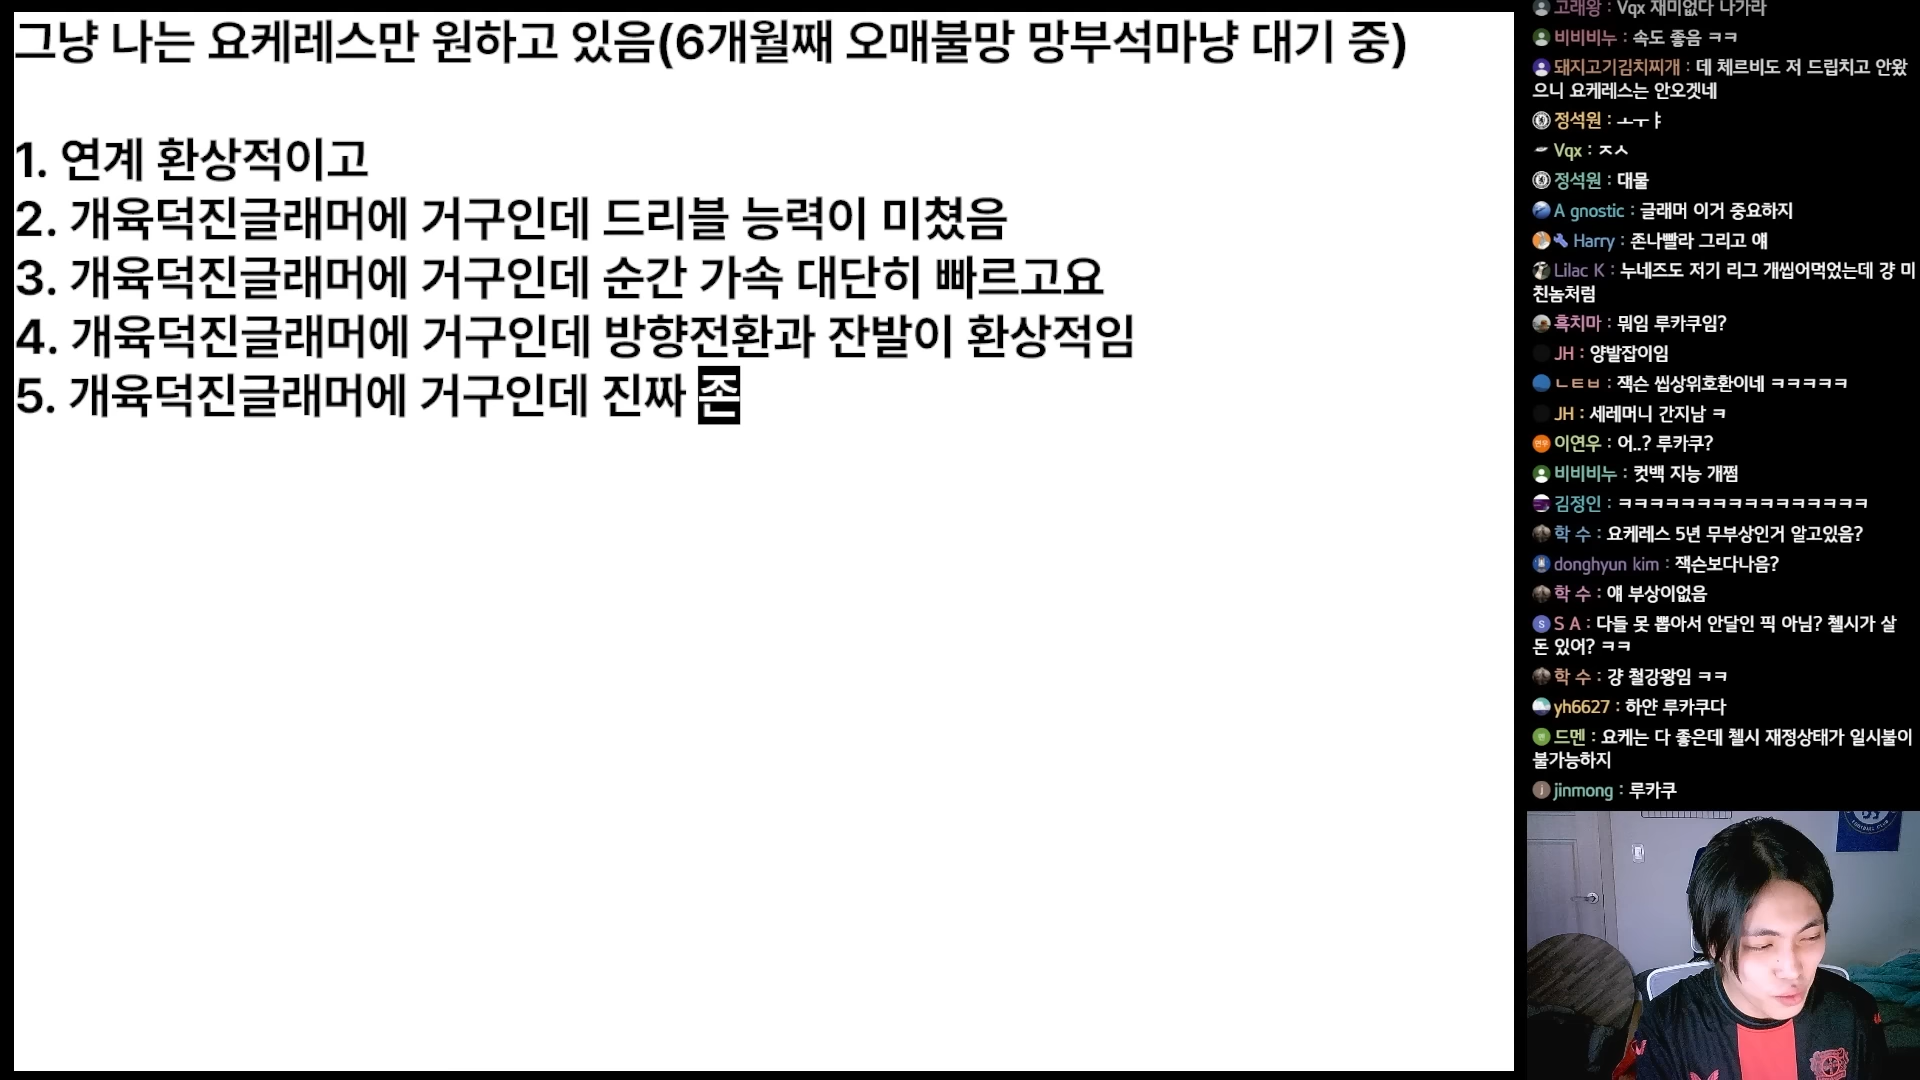 그냥 나는 요케레스만 원하고 있음(6개월째 오매불망 망부석마냥 대기 중)
1. 연계 환상적이고
2. 개육덕진글래머에 거구인데 드리블 능력이 미쳤음
3. 개육덕진글래머에 거구인데 순간 가속 대단히 빠르고요
4. 개육덕진글래머에 거구인데 방향전환과 잔발이 환상적임
5. 개육덕진글래머에 거구인데 진짜 존
고래왕 : Vqx 재미없다 나가라
비비비누 : 속도 좋음 ㅋㅋ
돼지고기김치찌개 : 데 체르비도 저 드립치고 안왔
으니 요케레스는 안오겟네
정석원 : ㅗㅜㅑ
Vqx : ㅈㅅ
정석원 : 대물
A gnostic : 글래머 이거 중요하지
Harry : 존나빨라 그리고 얘
Lilac K : 누네즈도 저기 리그 개씹어먹었는데 걍 미
친놈처럼
흑치마 : 뭐임 루카쿠임?
JH : 양발잡이임
ㄴㅌㅂ : 잭슨 씹상위호환이네 ㅋㅋㅋㅋㅋ
JH : 세레머니 간지남 ㅋ
이연우 : 어..? 루카쿠?
비비비누 : 컷백 지능 개쩜
김정인 : ㅋㅋㅋㅋㅋㅋㅋㅋㅋㅋㅋㅋㅋㅋㅋㅋ
학 수 : 요케레스 5년 무부상인거 알고있음?
donghyun kim : 잭슨보다나음?
학 수 : 얘 부상이없음
S A : 다들 못 뽑아서 안달인 픽 아님? 첼시가 살
돈 있어? ㅋㅋ
학 수 : 걍 철강왕임 ㅋㅋ
yh6627 : 하얀 루카쿠다
드멘 : 요케는 다 좋은데 첼시 재정상태가 일시불이
불가능하지
jinmong : 루카쿠